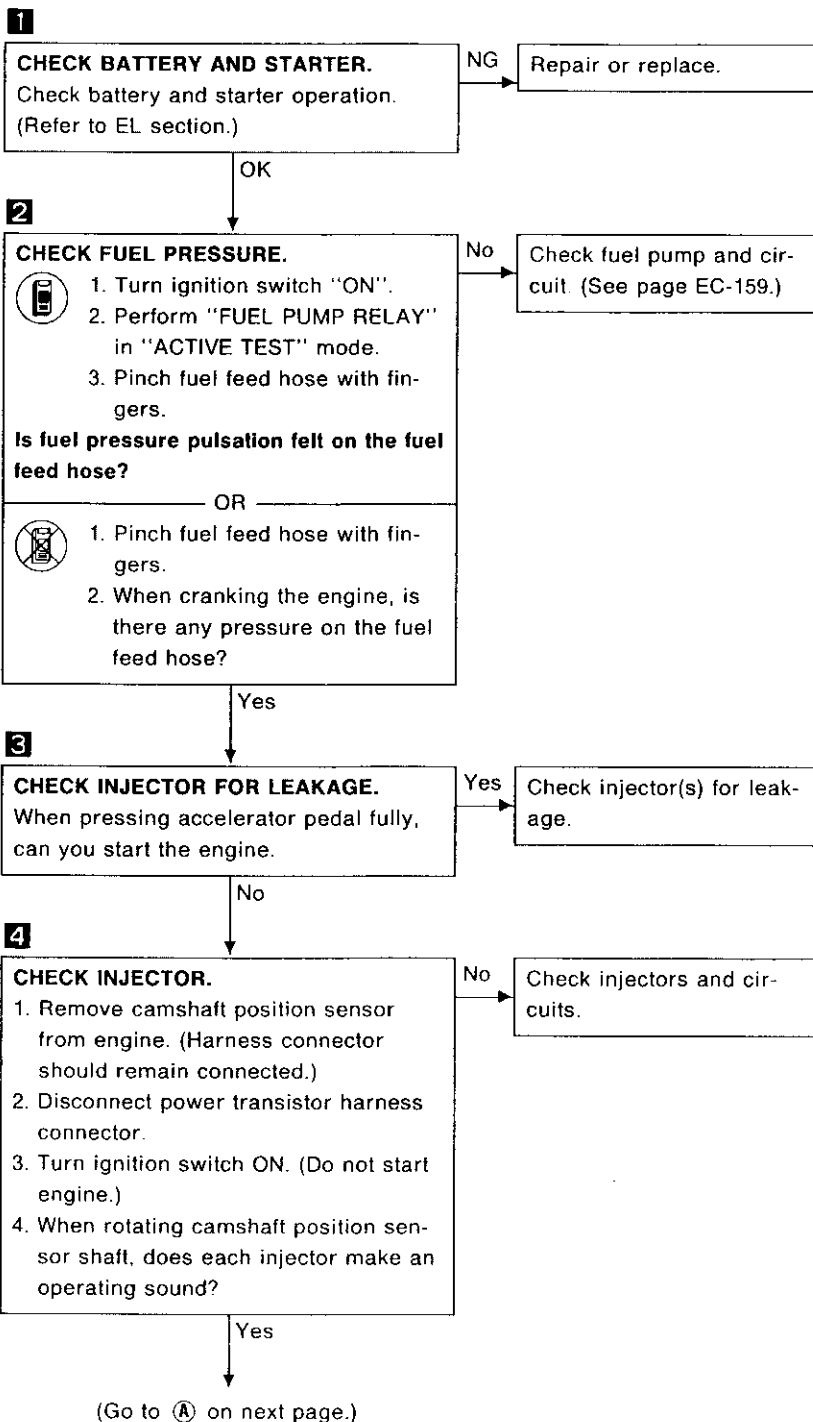 1
CHECK BATTERY AND STARTER.
Check battery and starter operation.
(Refer to EL section.)
NG
Repair or replace.
OK
2
CHECK FUEL PRESSURE.
1. Turn ignition switch "ON".
2. Perform "FUEL PUMP RELAY"
in "ACTIVE TEST" mode.
3. Pinch fuel feed hose with fin-
gers.
Is fuel pressure pulsation felt on the fuel
feed hose?
No
Check fuel pump and cir-
cuit. (See page EC-159.)
OR
1. Pinch fuel feed hose with fin-
gers.
2. When cranking the engine, is
there any pressure on the fuel
feed hose?
Yes
3
CHECK INJECTOR FOR LEAKAGE.
When pressing accelerator pedal fully,
can you start the engine.
Yes
Check injector(s) for leak-
age.
No
4
CHECK INJECTOR.
1. Remove camshaft position sensor
from engine. (Harness connector
should remain connected.)
2. Disconnect power transistor harness
connector.
3. Turn ignition switch ON. (Do not start
engine.)
4. When rotating camshaft position sen-
sor shaft, does each injector make an
operating sound?
No
Check injectors and cir-
cuits.
Yes
(Go to Ⓐ on next page.)